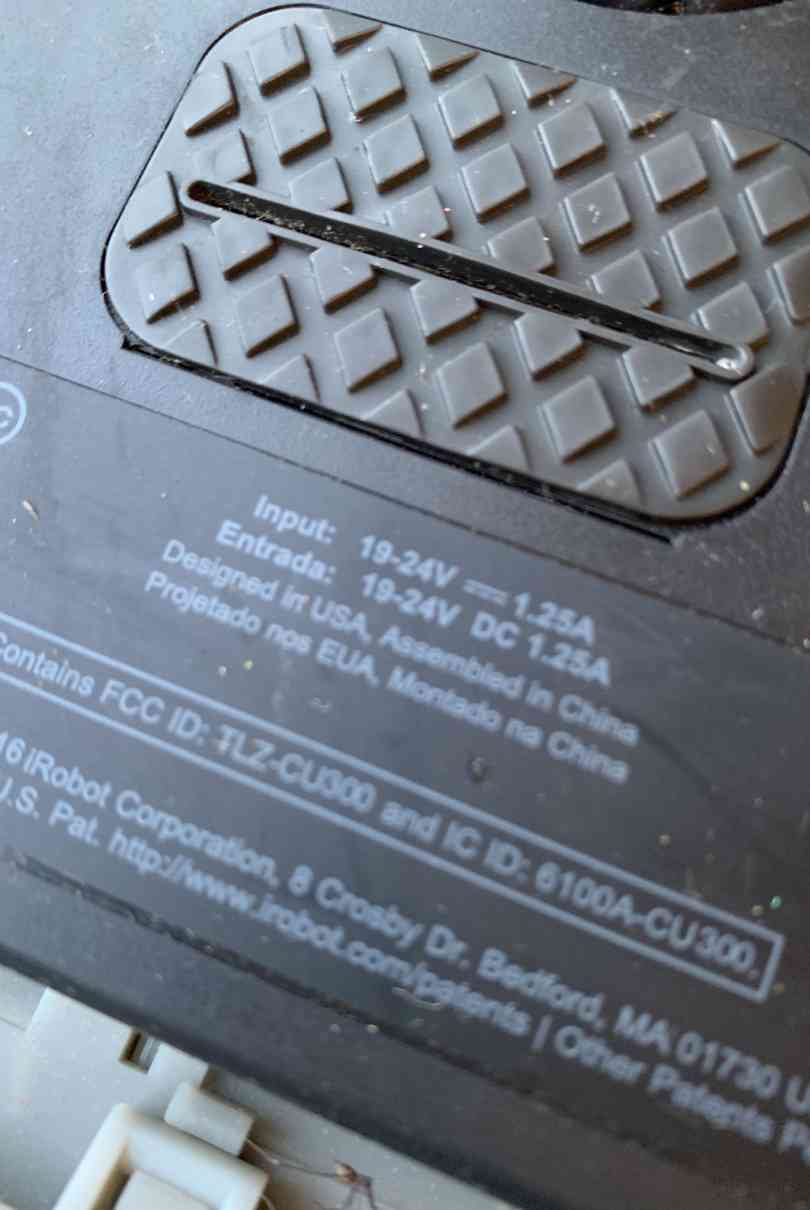 c
Input: 19-24V ⎓ 1.25A
Entrada: 19-24V DC 1.25A
Designed in USA, Assembled in China
Projetado nos EUA, Montado na China
Contains FCC ID: TLZ-CU300 and IC ID: 6100A-CU300,
16 iRobot Corporation, 8 Crosby Dr. Bedford, MA 01730 U
U.S. Pat. http://www.irobot.com/patents | Other Patents Pe